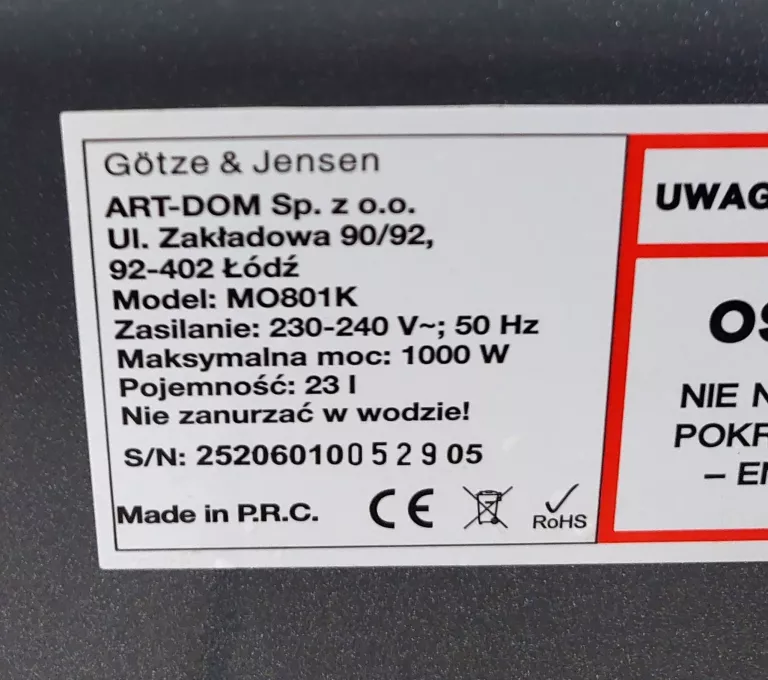 Götze & Jensen
ART-DOM Sp. z o.o.
Ul. Zakładowa 90/92,
92-402 Łódź
Model: MO801K
Zasilanie: 230-240 V~; 50 Hz
Maksymalna moc: 1000 W
Pojemność: 23 l
Nie zanurzać w wodzie!
S/N: 25206010052905
Made in P.R.C.
CE
RoHS
UWAG
OS
NIE N
POKR
– EN